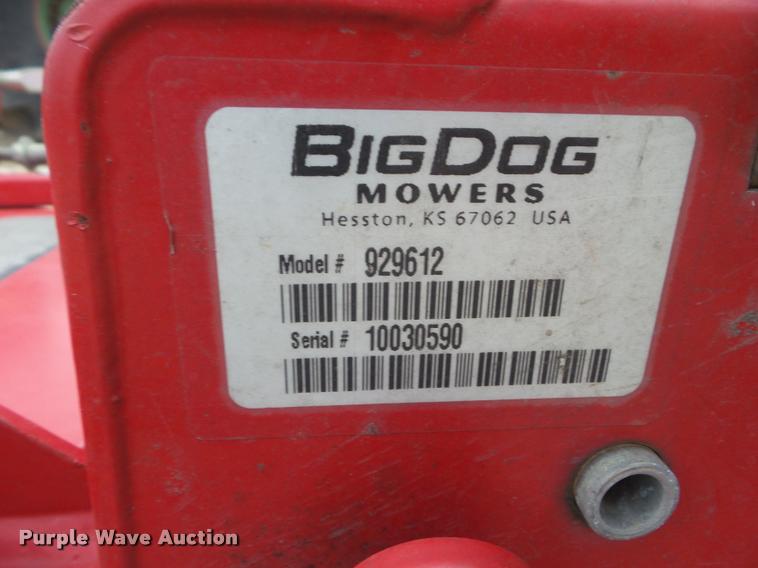 BIGDOG
MOWERS
Hesston, KS 67062 USA
Model # 929612
Serial # 10030590
Purple Wave Auction®